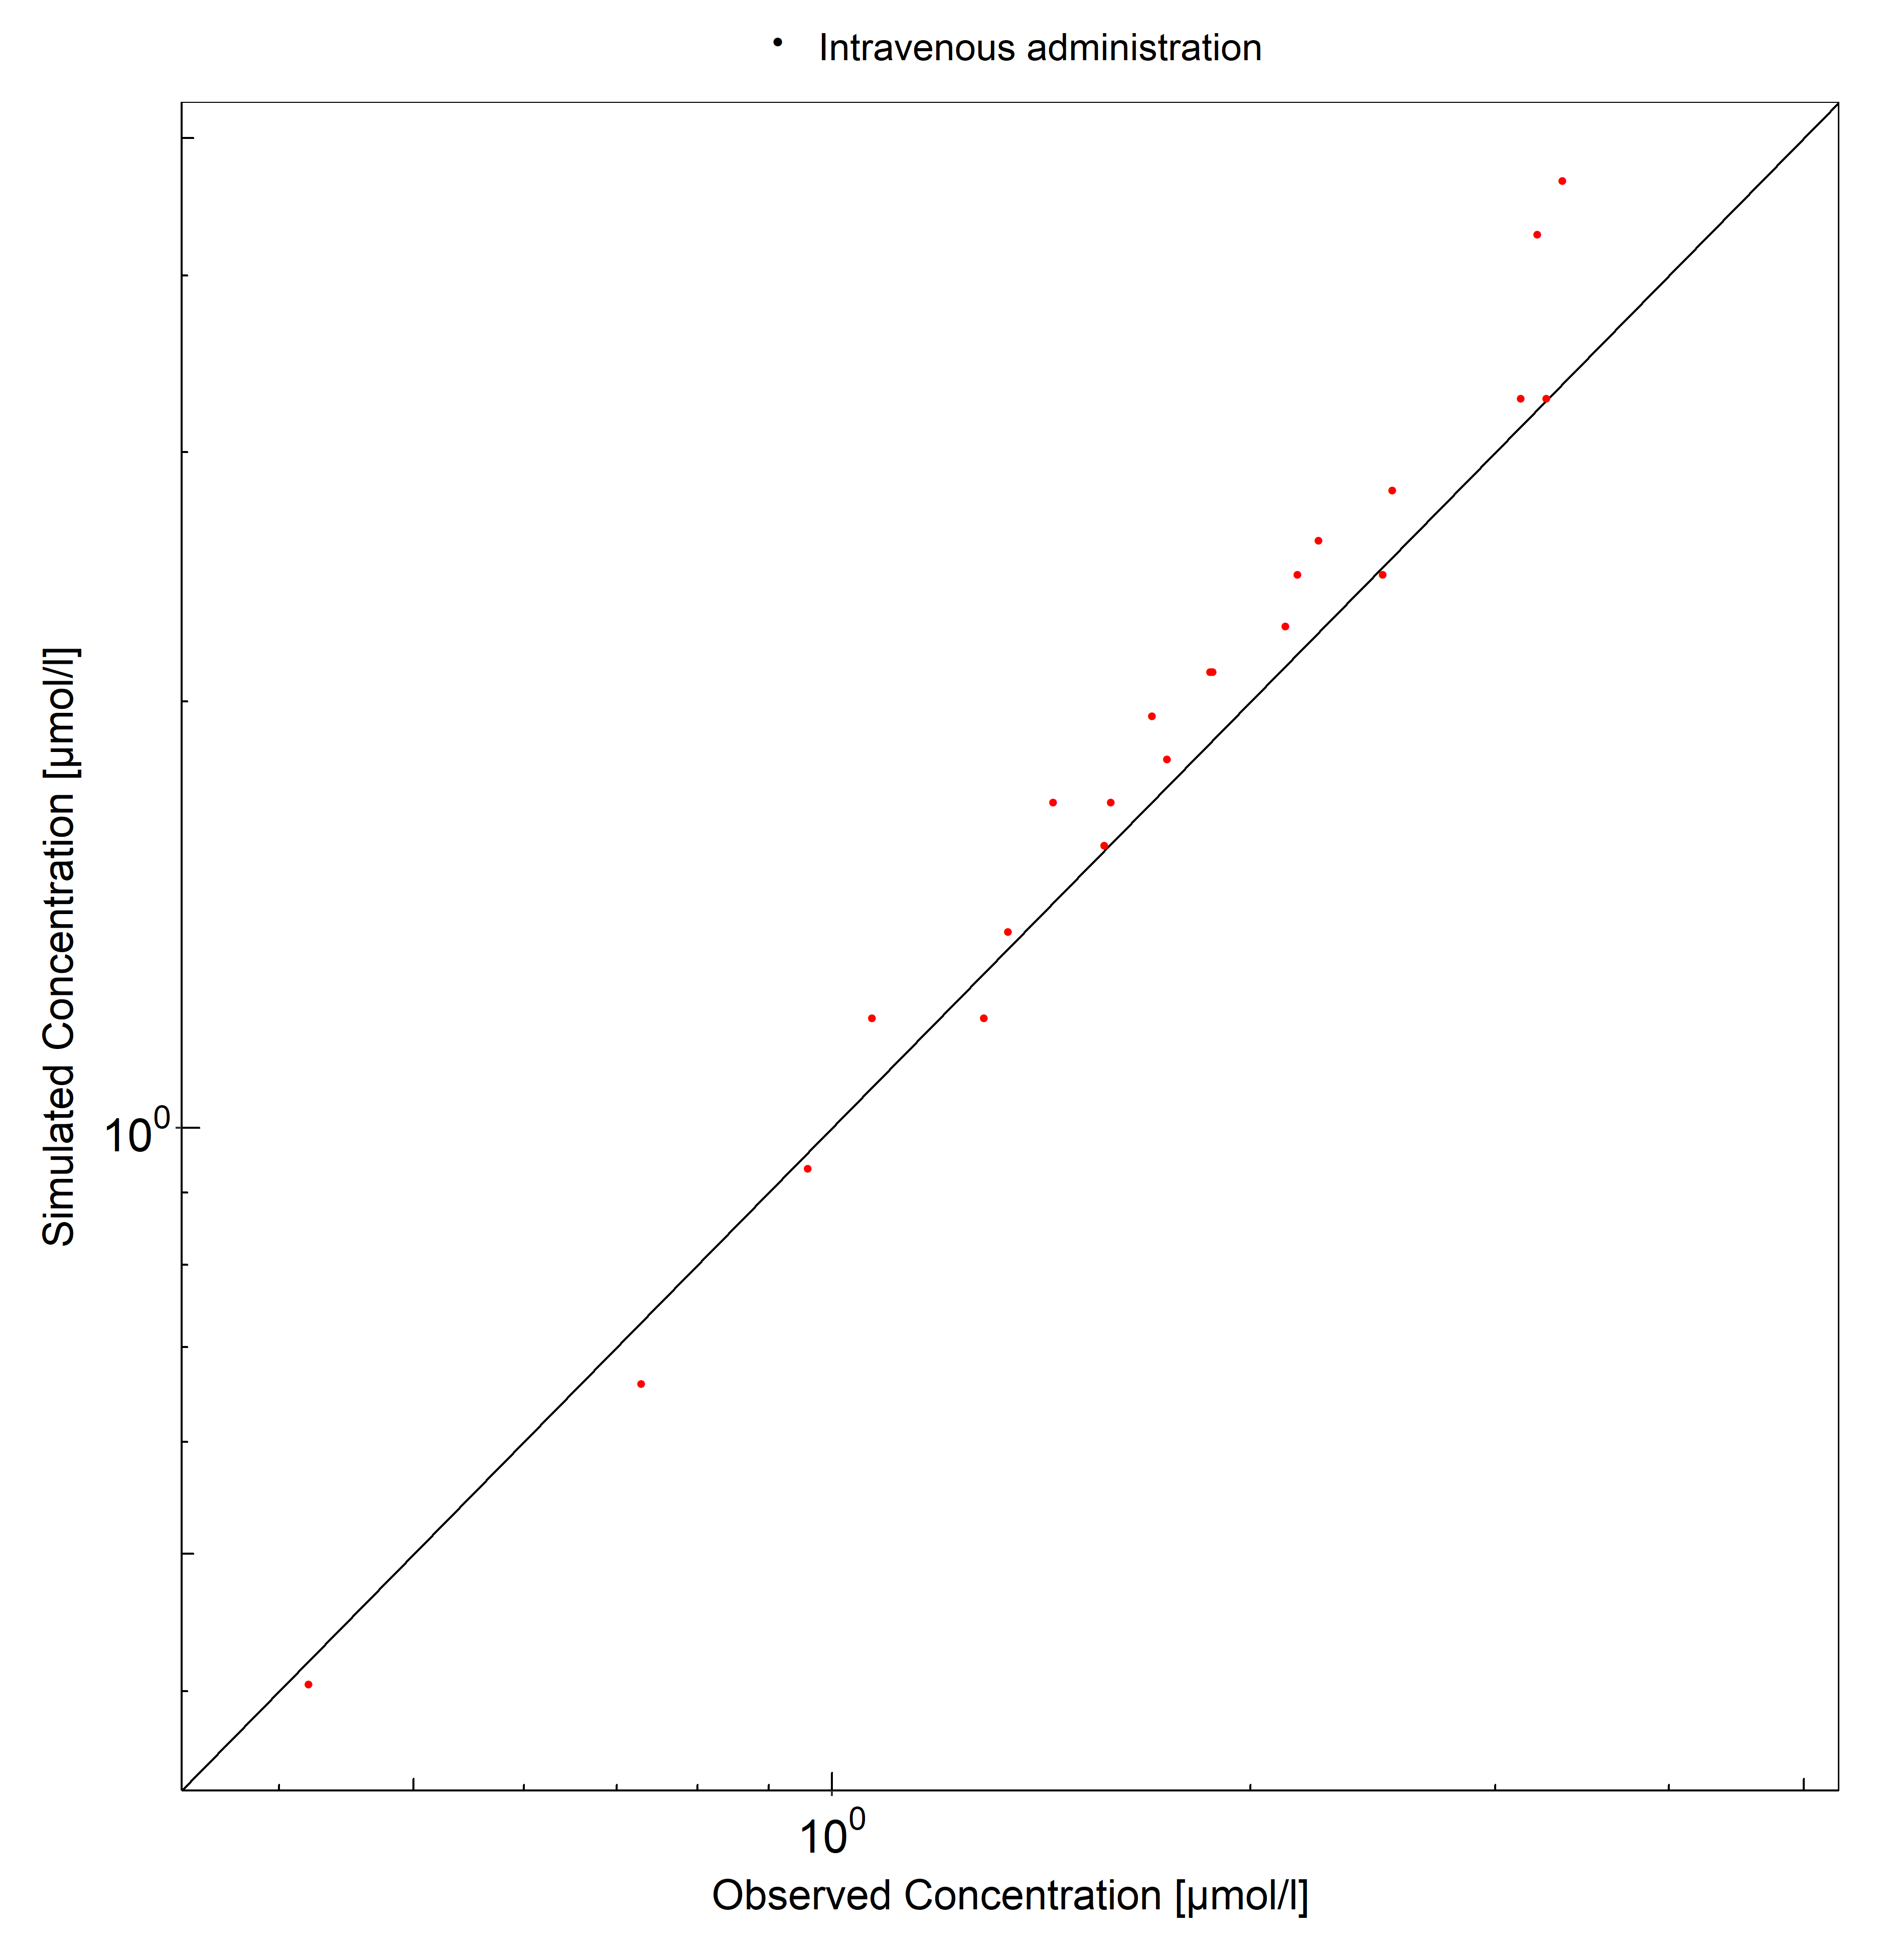 Intravenous administration
Simulated Concentration [µmol/l]
10⁰
10⁰
Observed Concentration [µmol/l]